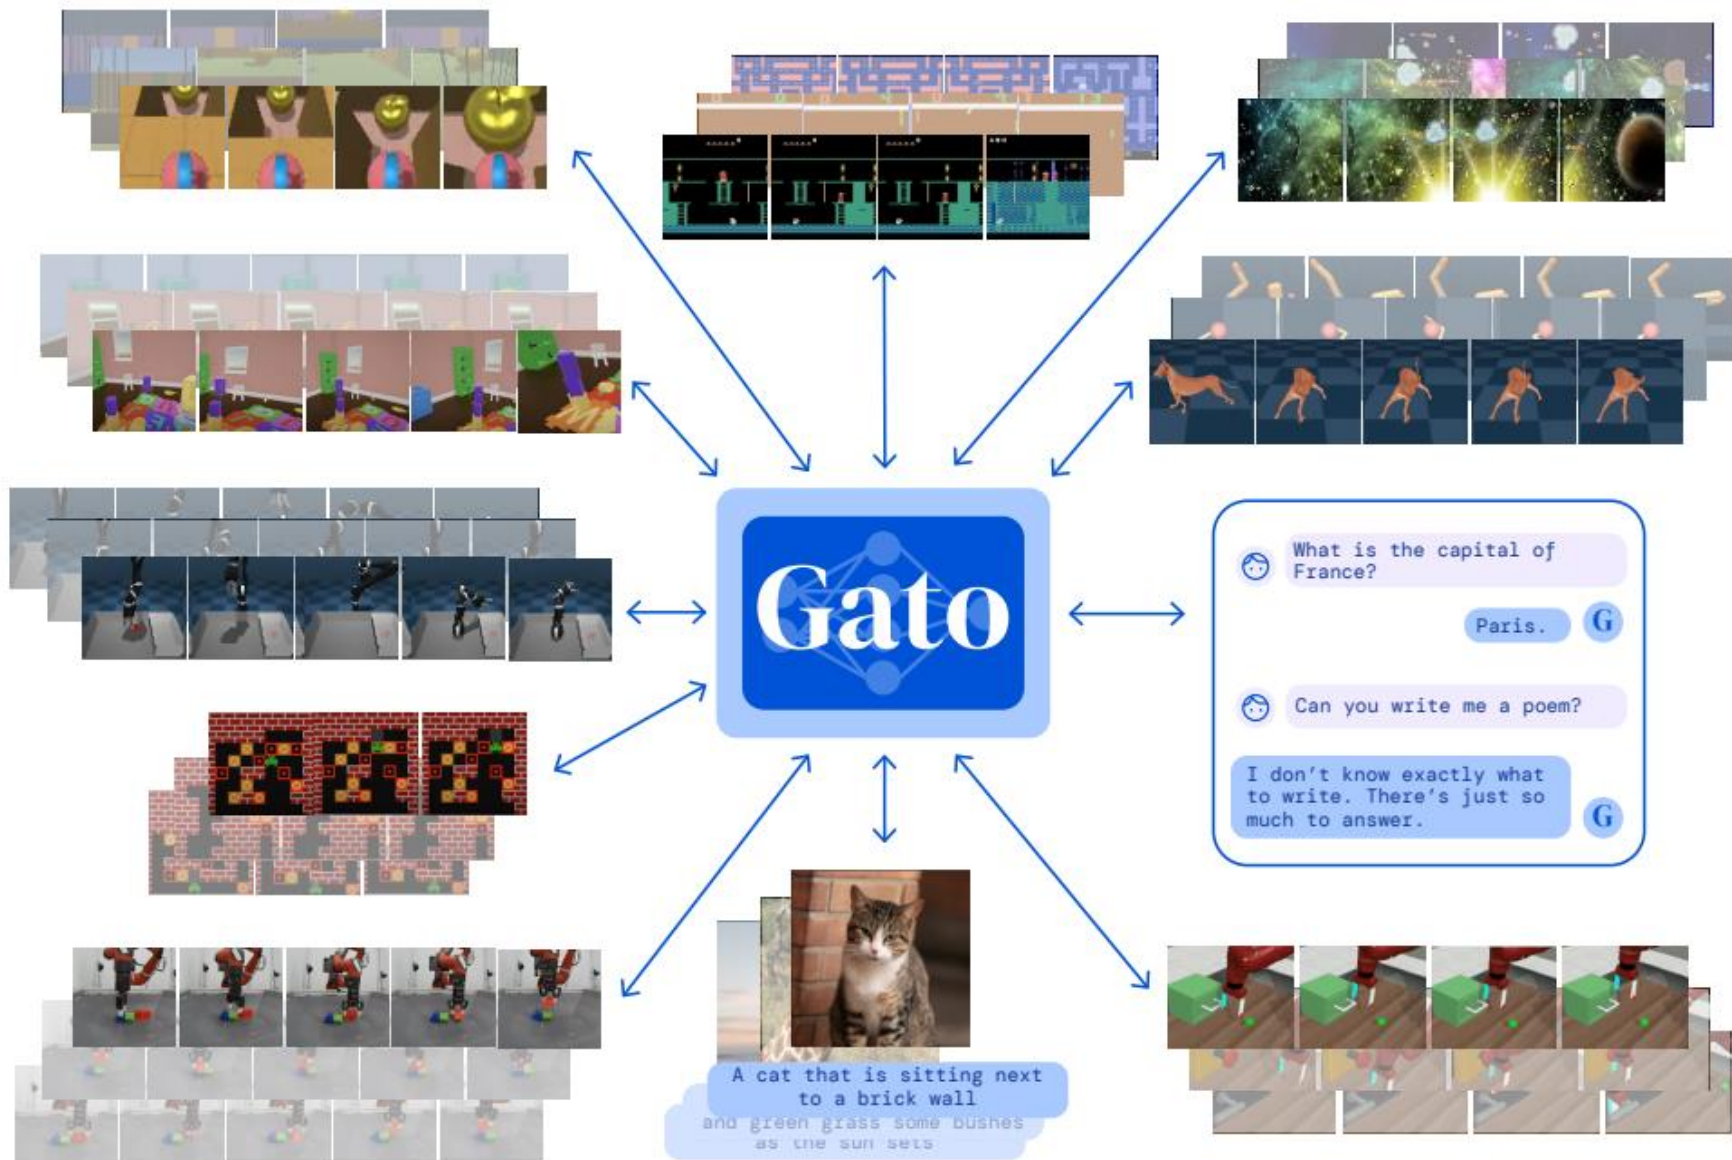 Gato
What is the capital of
France?
Paris.
G
Can you write me a poem?
I don't know exactly what
to write. There's just so
much to answer.
G
A cat that is sitting next
to a brick wall
and green grass some bushes
as the sun sets